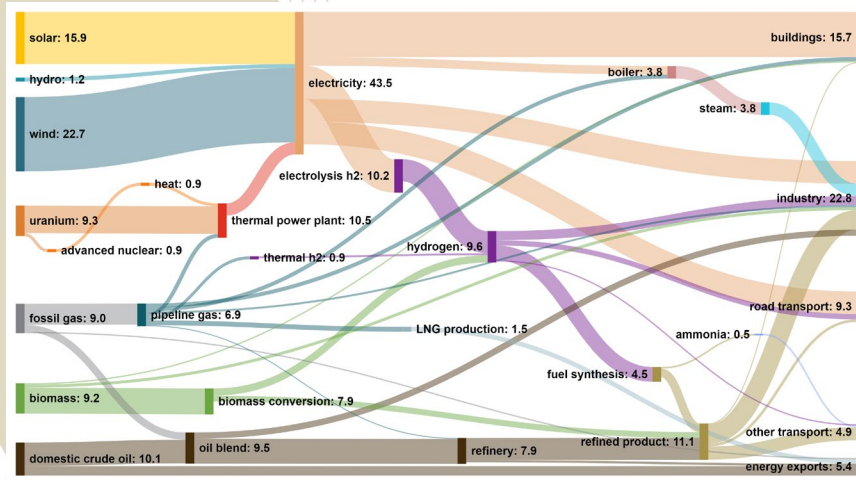 solar: 15.9
buildings: 15.7
hydro: 1.2
boiler: 3.8
electricity: 43.5
steam: 3.8
wind: 22.7
electrolysis h2: 10.2
heat: 0.9
industry: 22.8
uranium: 9.3
thermal power plant: 10.5
hydrogen: 9.6
advanced nuclear: 0.9
thermal h2: 0.9
road transport: 9.3
fossil gas: 9.0
pipeline gas: 6.9
LNG production: 1.5
ammonia: 0.5
fuel synthesis: 4.5
biomass: 9.2
biomass conversion: 7.9
other transport: 4.9
refined product: 11.1
oil blend: 9.5
refinery: 7.9
domestic crude oil: 10.1
energy exports: 5.4